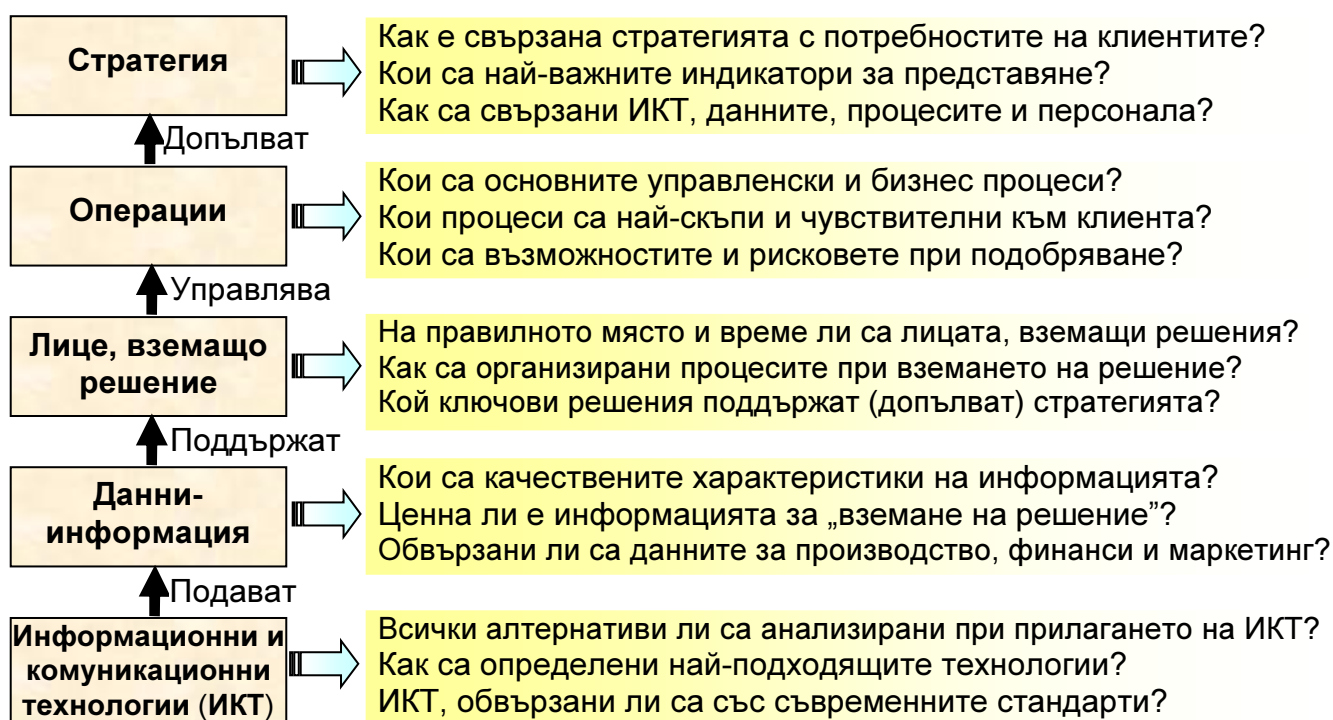 Стратегия
Как е свързана стратегията с потребностите на клиентите?
Кои са най-важните индикатори за представяне?
Как са свързани ИКТ, данните, процесите и персонала?
Допълват
Операции
Кои са основните управленски и бизнес процеси?
Кои процеси са най-скъпи и чувствителни към клиента?
Кои са възможностите и рисковете при подобряване?
Управлява
Лице, вземащо
решение
На правилното място и време ли са лицата, вземащи решения?
Как са организирани процесите при вземането на решение?
Кой ключови решения поддържат (допълват) стратегията?
Поддържат
Данни-
информация
Кои са качествените характеристики на информацията?
Ценна ли е информацията за „вземане на решение”?
Обвързани ли са данните за производство, финанси и маркетинг?
Подават
Информационни и
комуникационни
технологии (ИКТ)
Всички алтернативи ли са анализирани при прилагането на ИКТ?
Как са определени най-подходящите технологии?
ИКТ, обвързани ли са със съвременните стандарти?